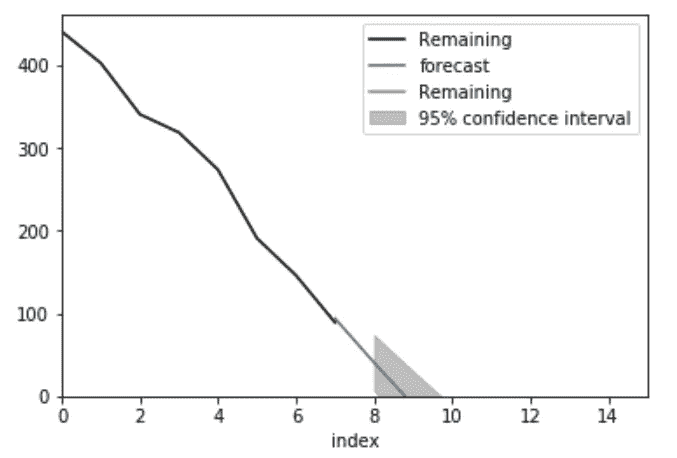 Remaining
forecast
Remaining
95% confidence interval
400
300
200
100
0
0 2 4 6 8 10 12 14
index